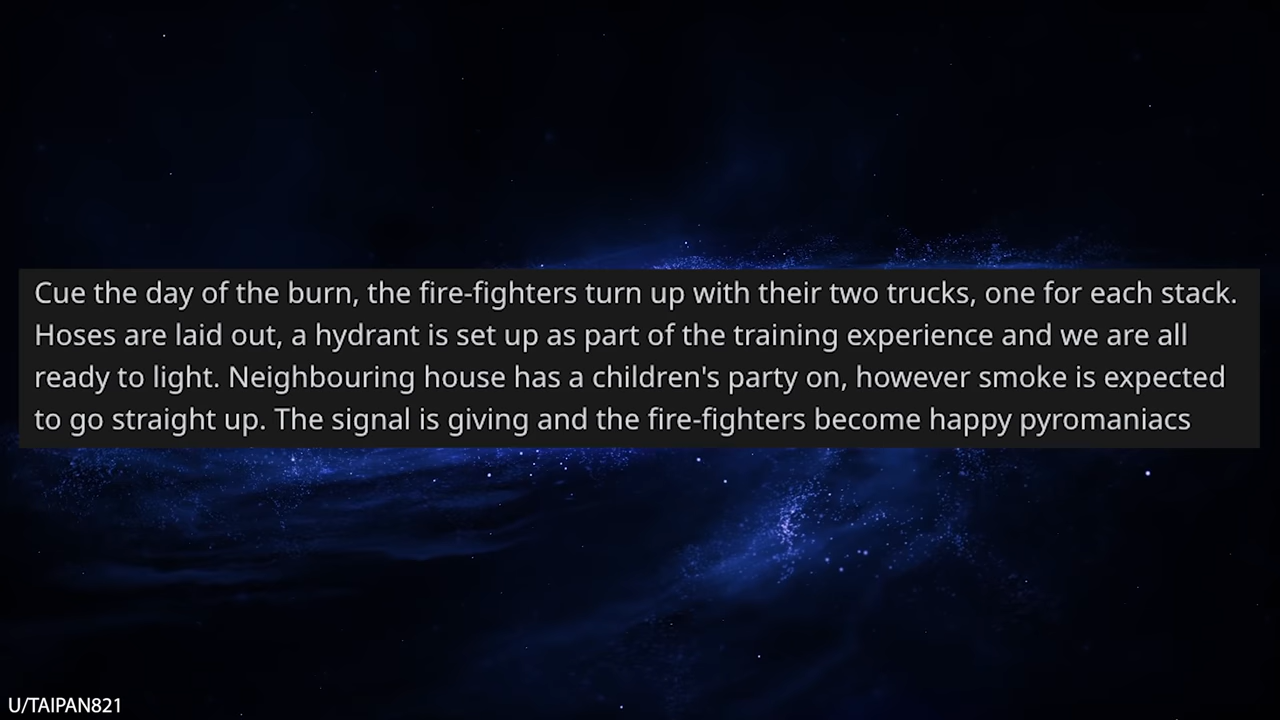 Cue the day of the burn, the fire-fighters turn up with their two trucks, one for each stack.
Hoses are laid out, a hydrant is set up as part of the training experience and we are all
ready to light. Neighbouring house has a children's party on, however smoke is expected
to go straight up. The signal is giving and the fire-fighters become happy pyromaniacs
U/TAIPAN821